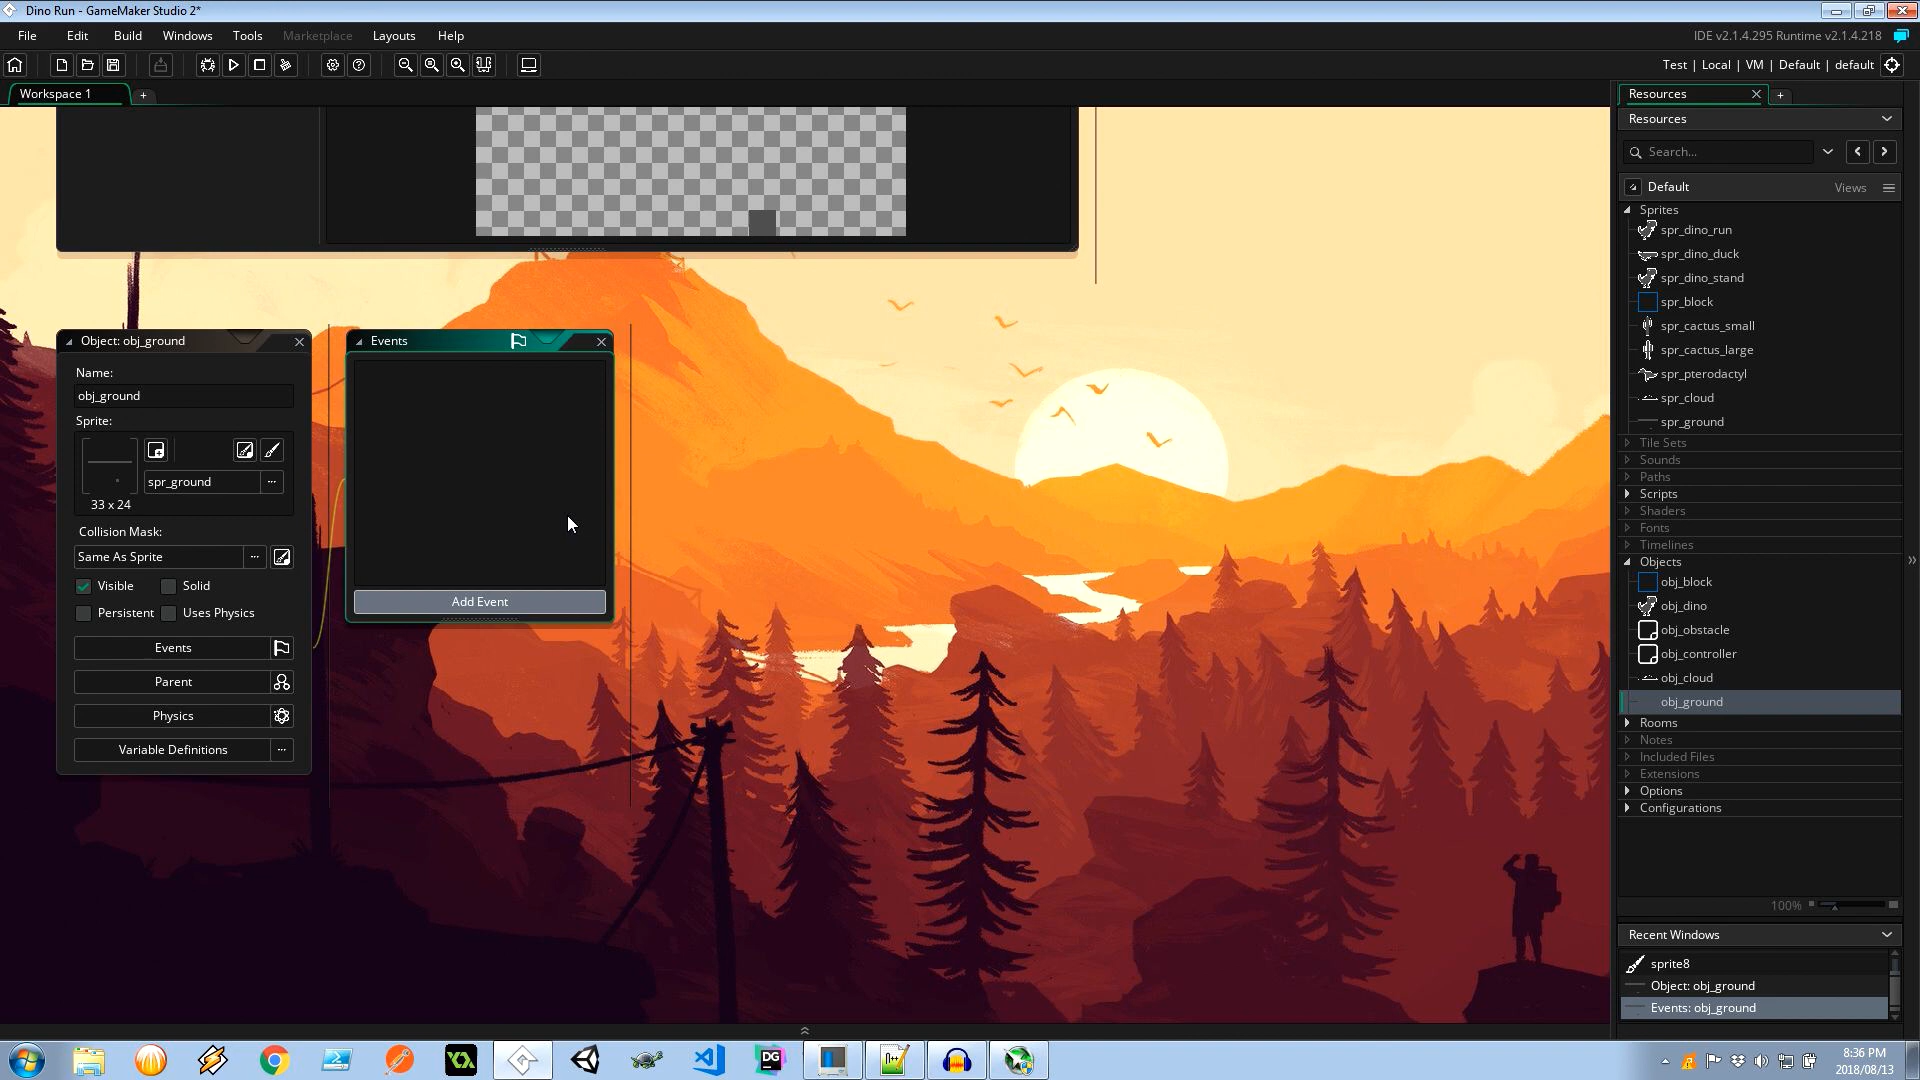 Dino Run - GameMaker Studio 2*
File Edit Build Windows Tools Marketplace Layouts Help
IDE v2.1.4.295 Runtime v2.1.4.218
Test | Local | VM | Default | default
Workspace 1
+
Resources
+
Resources
Search...
Default
Views
Sprites
spr_dino_run
spr_dino_duck
spr_dino_stand
spr_block
spr_cactus_small
spr_cactus_large
spr_pterodactyl
spr_cloud
spr_ground
Tile Sets
Sounds
Paths
Scripts
Shaders
Fonts
Timelines
Objects
obj_block
obj_dino
obj_obstacle
obj_controller
obj_cloud
obj_ground
Rooms
Notes
Included Files
Extensions
Options
Configurations
100%
Recent Windows
sprite8
Object: obj_ground
Events: obj_ground
Object: obj_ground
Name:
obj_ground
Sprite:
spr_ground
...
33 x 24
Collision Mask:
Same As Sprite
...
Visible Solid
Persistent Uses Physics
Events
Parent
Physics
Variable Definitions
...
Events
Add Event
DG
n++
8:36 PM
2018/08/13